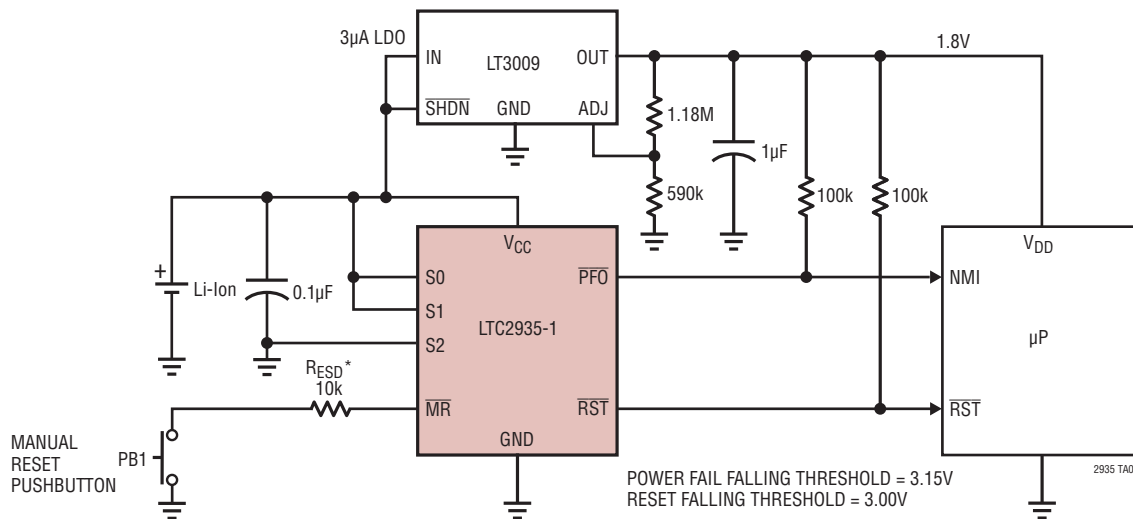 3µA LDO
IN
LT3009
OUT
1.8V
SHDN
GND
ADJ
1.18M
1µF
590k
100k
100k
VCC
VDD
+
Li-Ion
0.1µF
S0
S1
S2
LTC2935-1
PFO
NMI
µP
RESD*
10k
MR
RST
RST
GND
MANUAL
RESET
PUSHBUTTON
PB1
POWER FAIL FALLING THRESHOLD = 3.15V
RESET FALLING THRESHOLD = 3.00V
2935 TA0